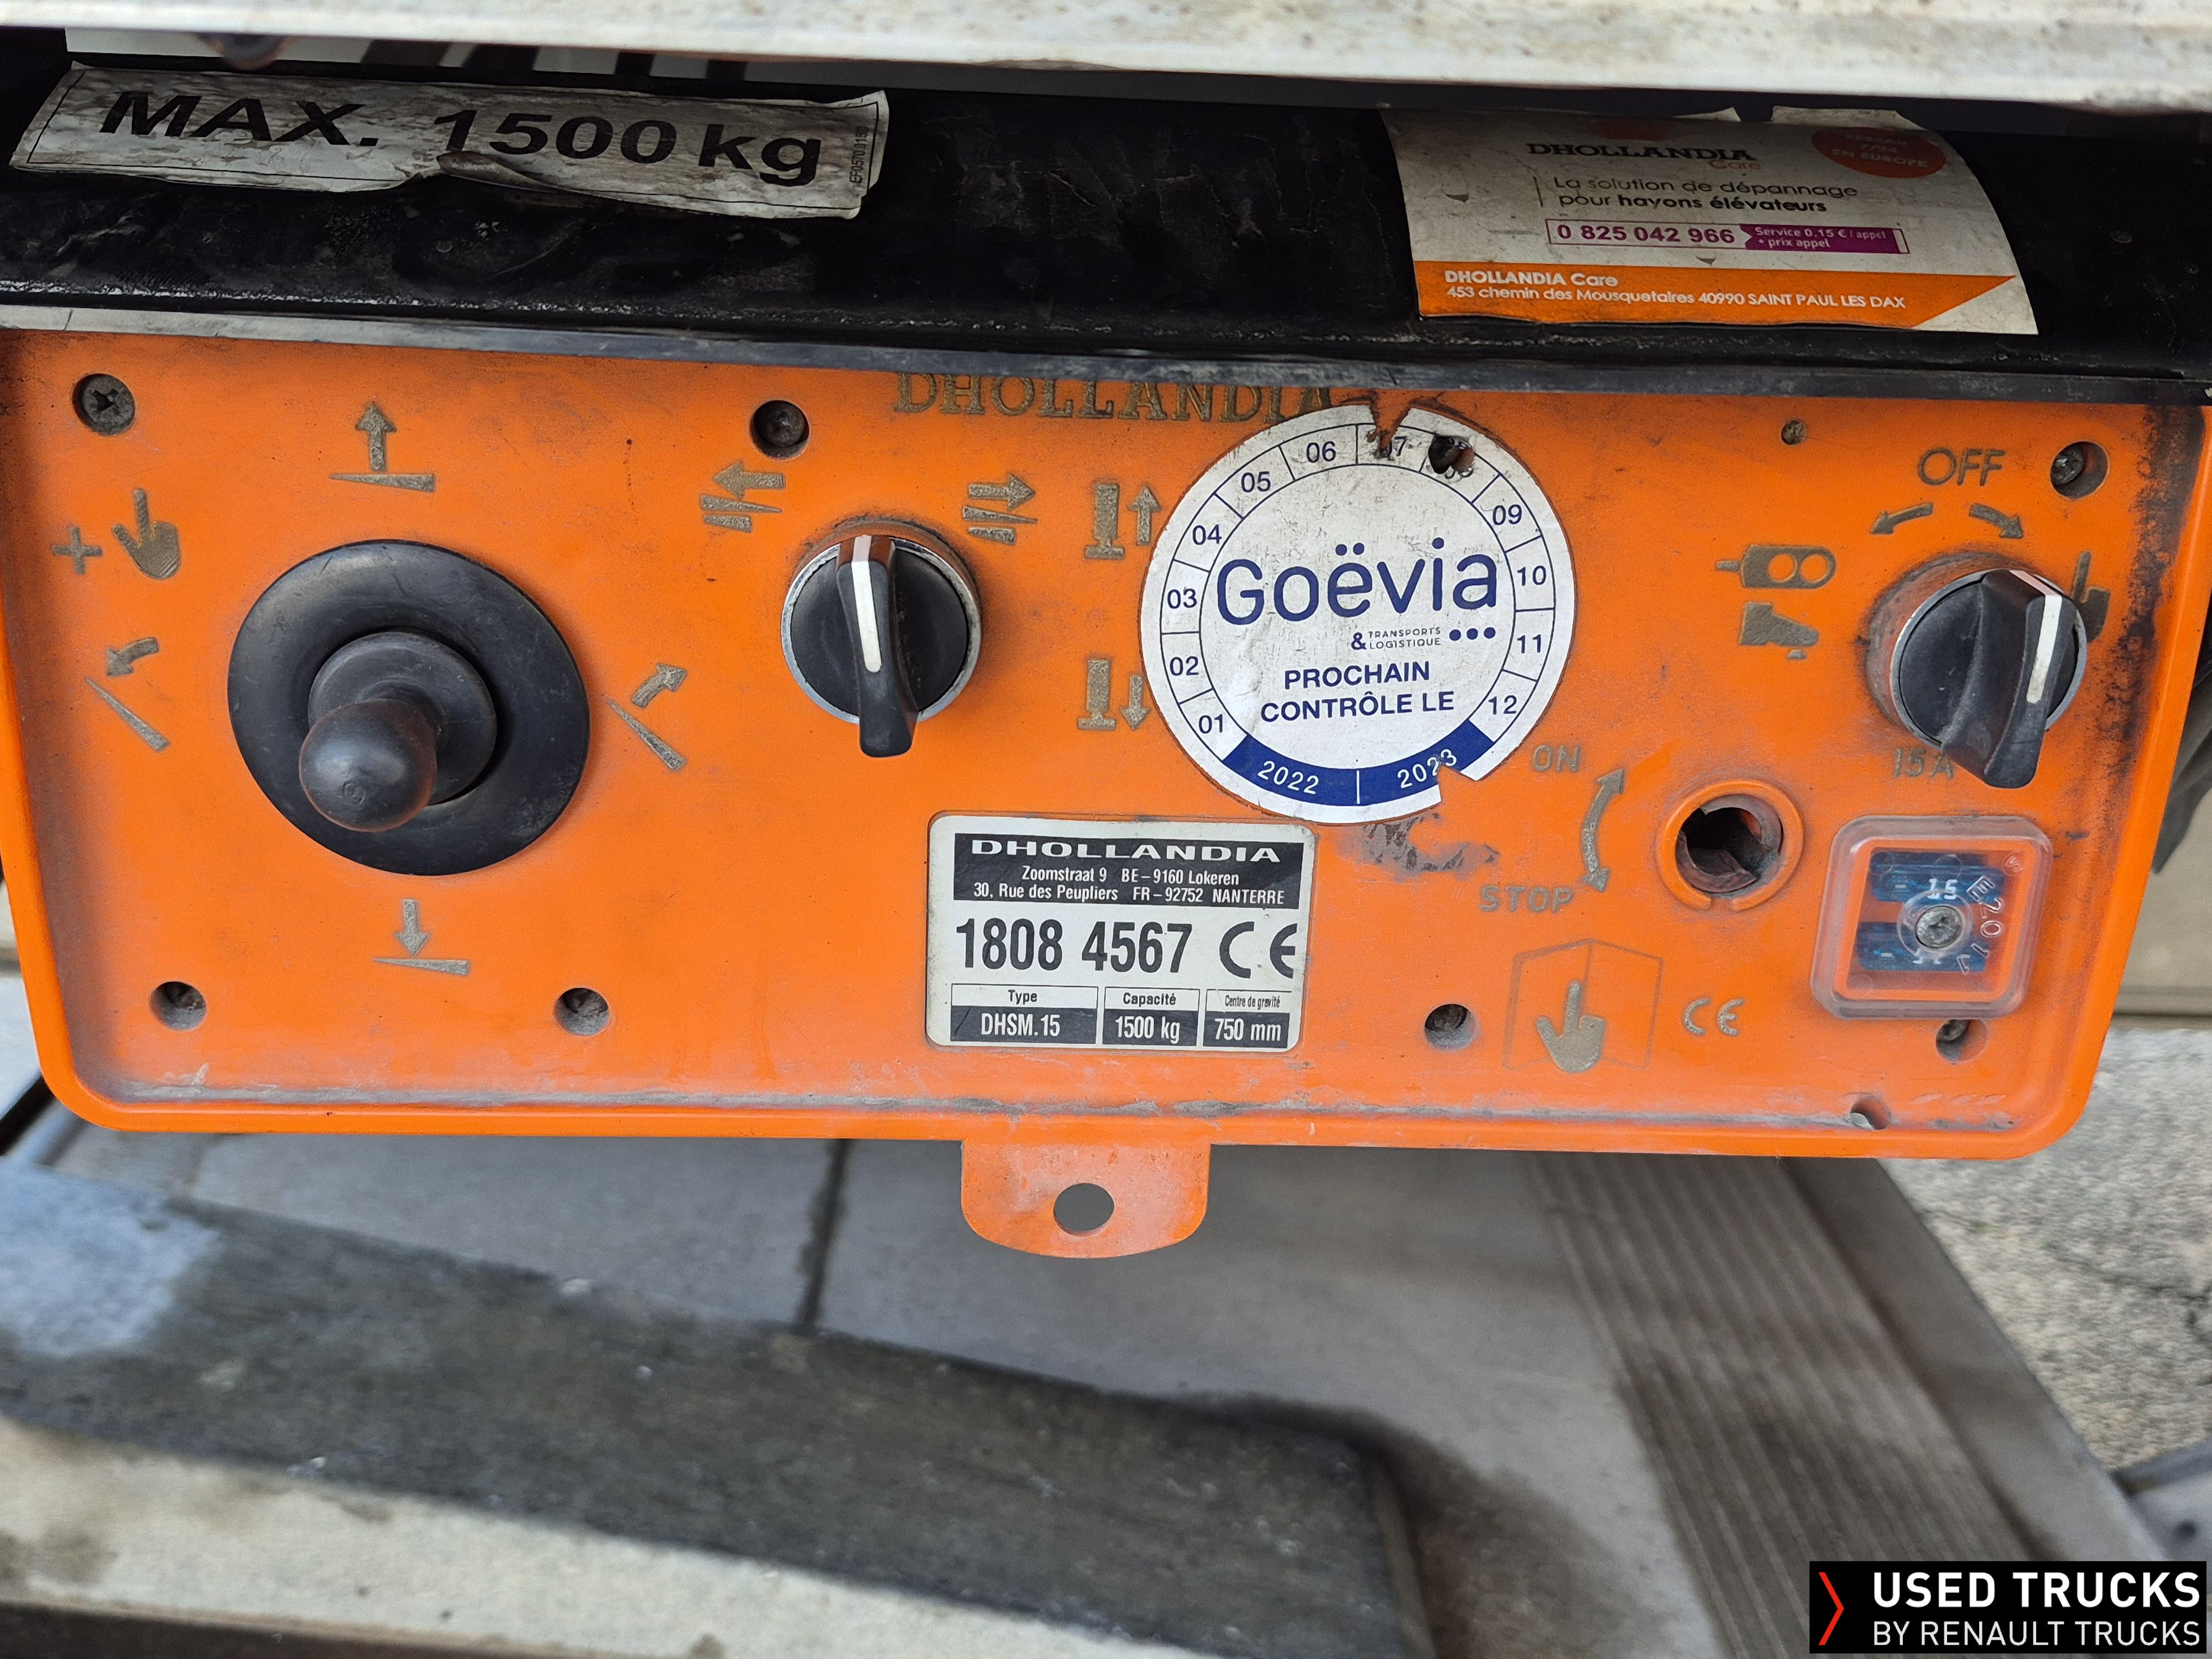 MAX. 1500 kg
EF0570.0150
DHOLLANDIA
Care
EN EUROPE
La solution de dépannage
pour hayons élévateurs
0 825 042 966
Service 0,15 € / appel
+ prix appel
DHOLLANDIA Care
453 chemin des Mousquetaires 40990 SAINT PAUL LES DAX
DHOLLANDIA
OFF
01
02
03
04
05
06
09
10
11
12
Goëvia
& TRANSPORTS
LOGISTIQUE
PROCHAIN
CONTRÔLE LE
2022
2023
ON
STOP
15A
15
DHOLLANDIA
Zoomstraat 9 BE-9160 Lokeren
30, Rue des Peupliers FR-92752 NANTERRE
1808 4567 CE
Type
Capacité
Centre de gravité
DHSM.15
1500 kg
750 mm
CE
USED TRUCKS
BY RENAULT TRUCKS